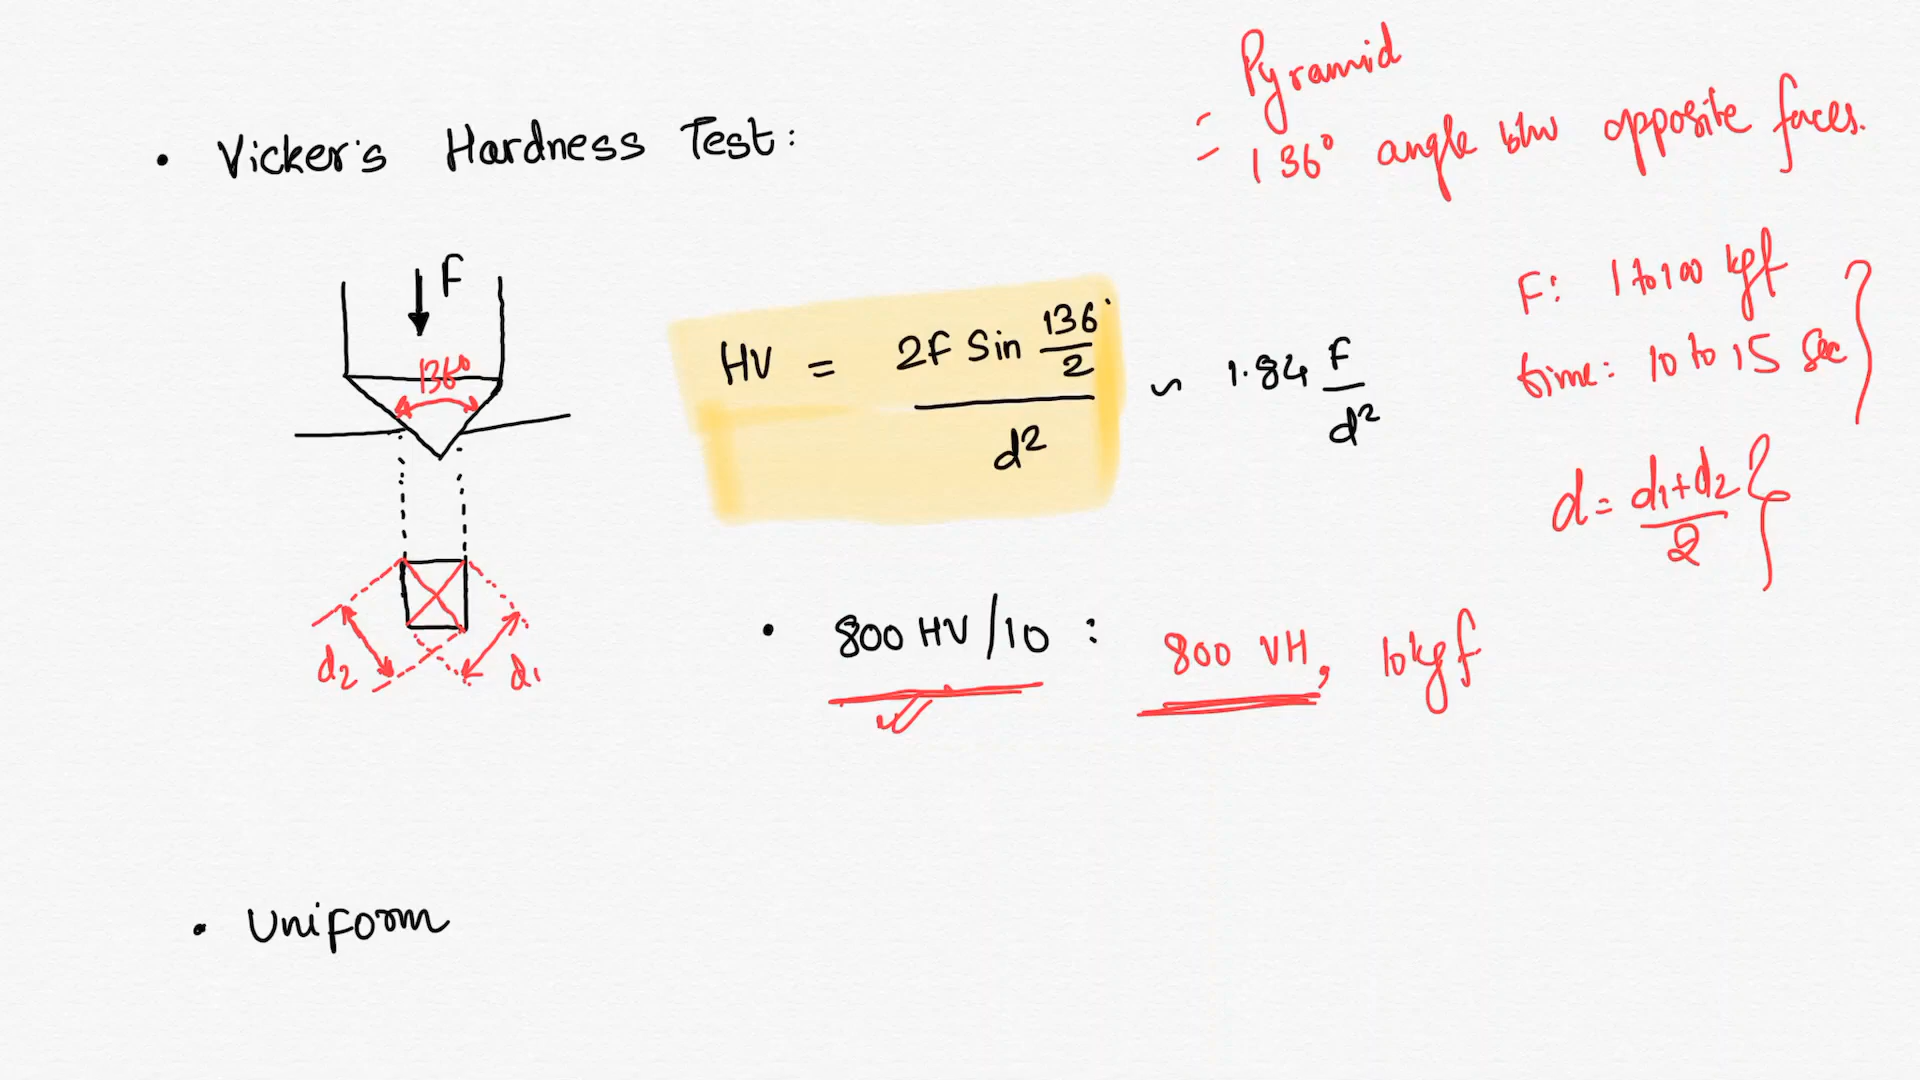 Pyramid
136° angle b/w opposite faces.
• Vicker's Hardness Test:
F
136°
HV = 2F Sin 136°/2 / d² ~ 1.84 F/d²
F: 1 to 100 kgf
time: 10 to 15 sec
d = d₁+d₂ / 2
d₂ d₁
• 800 HV/10 : 800 VH, 10kgf
• Uniform